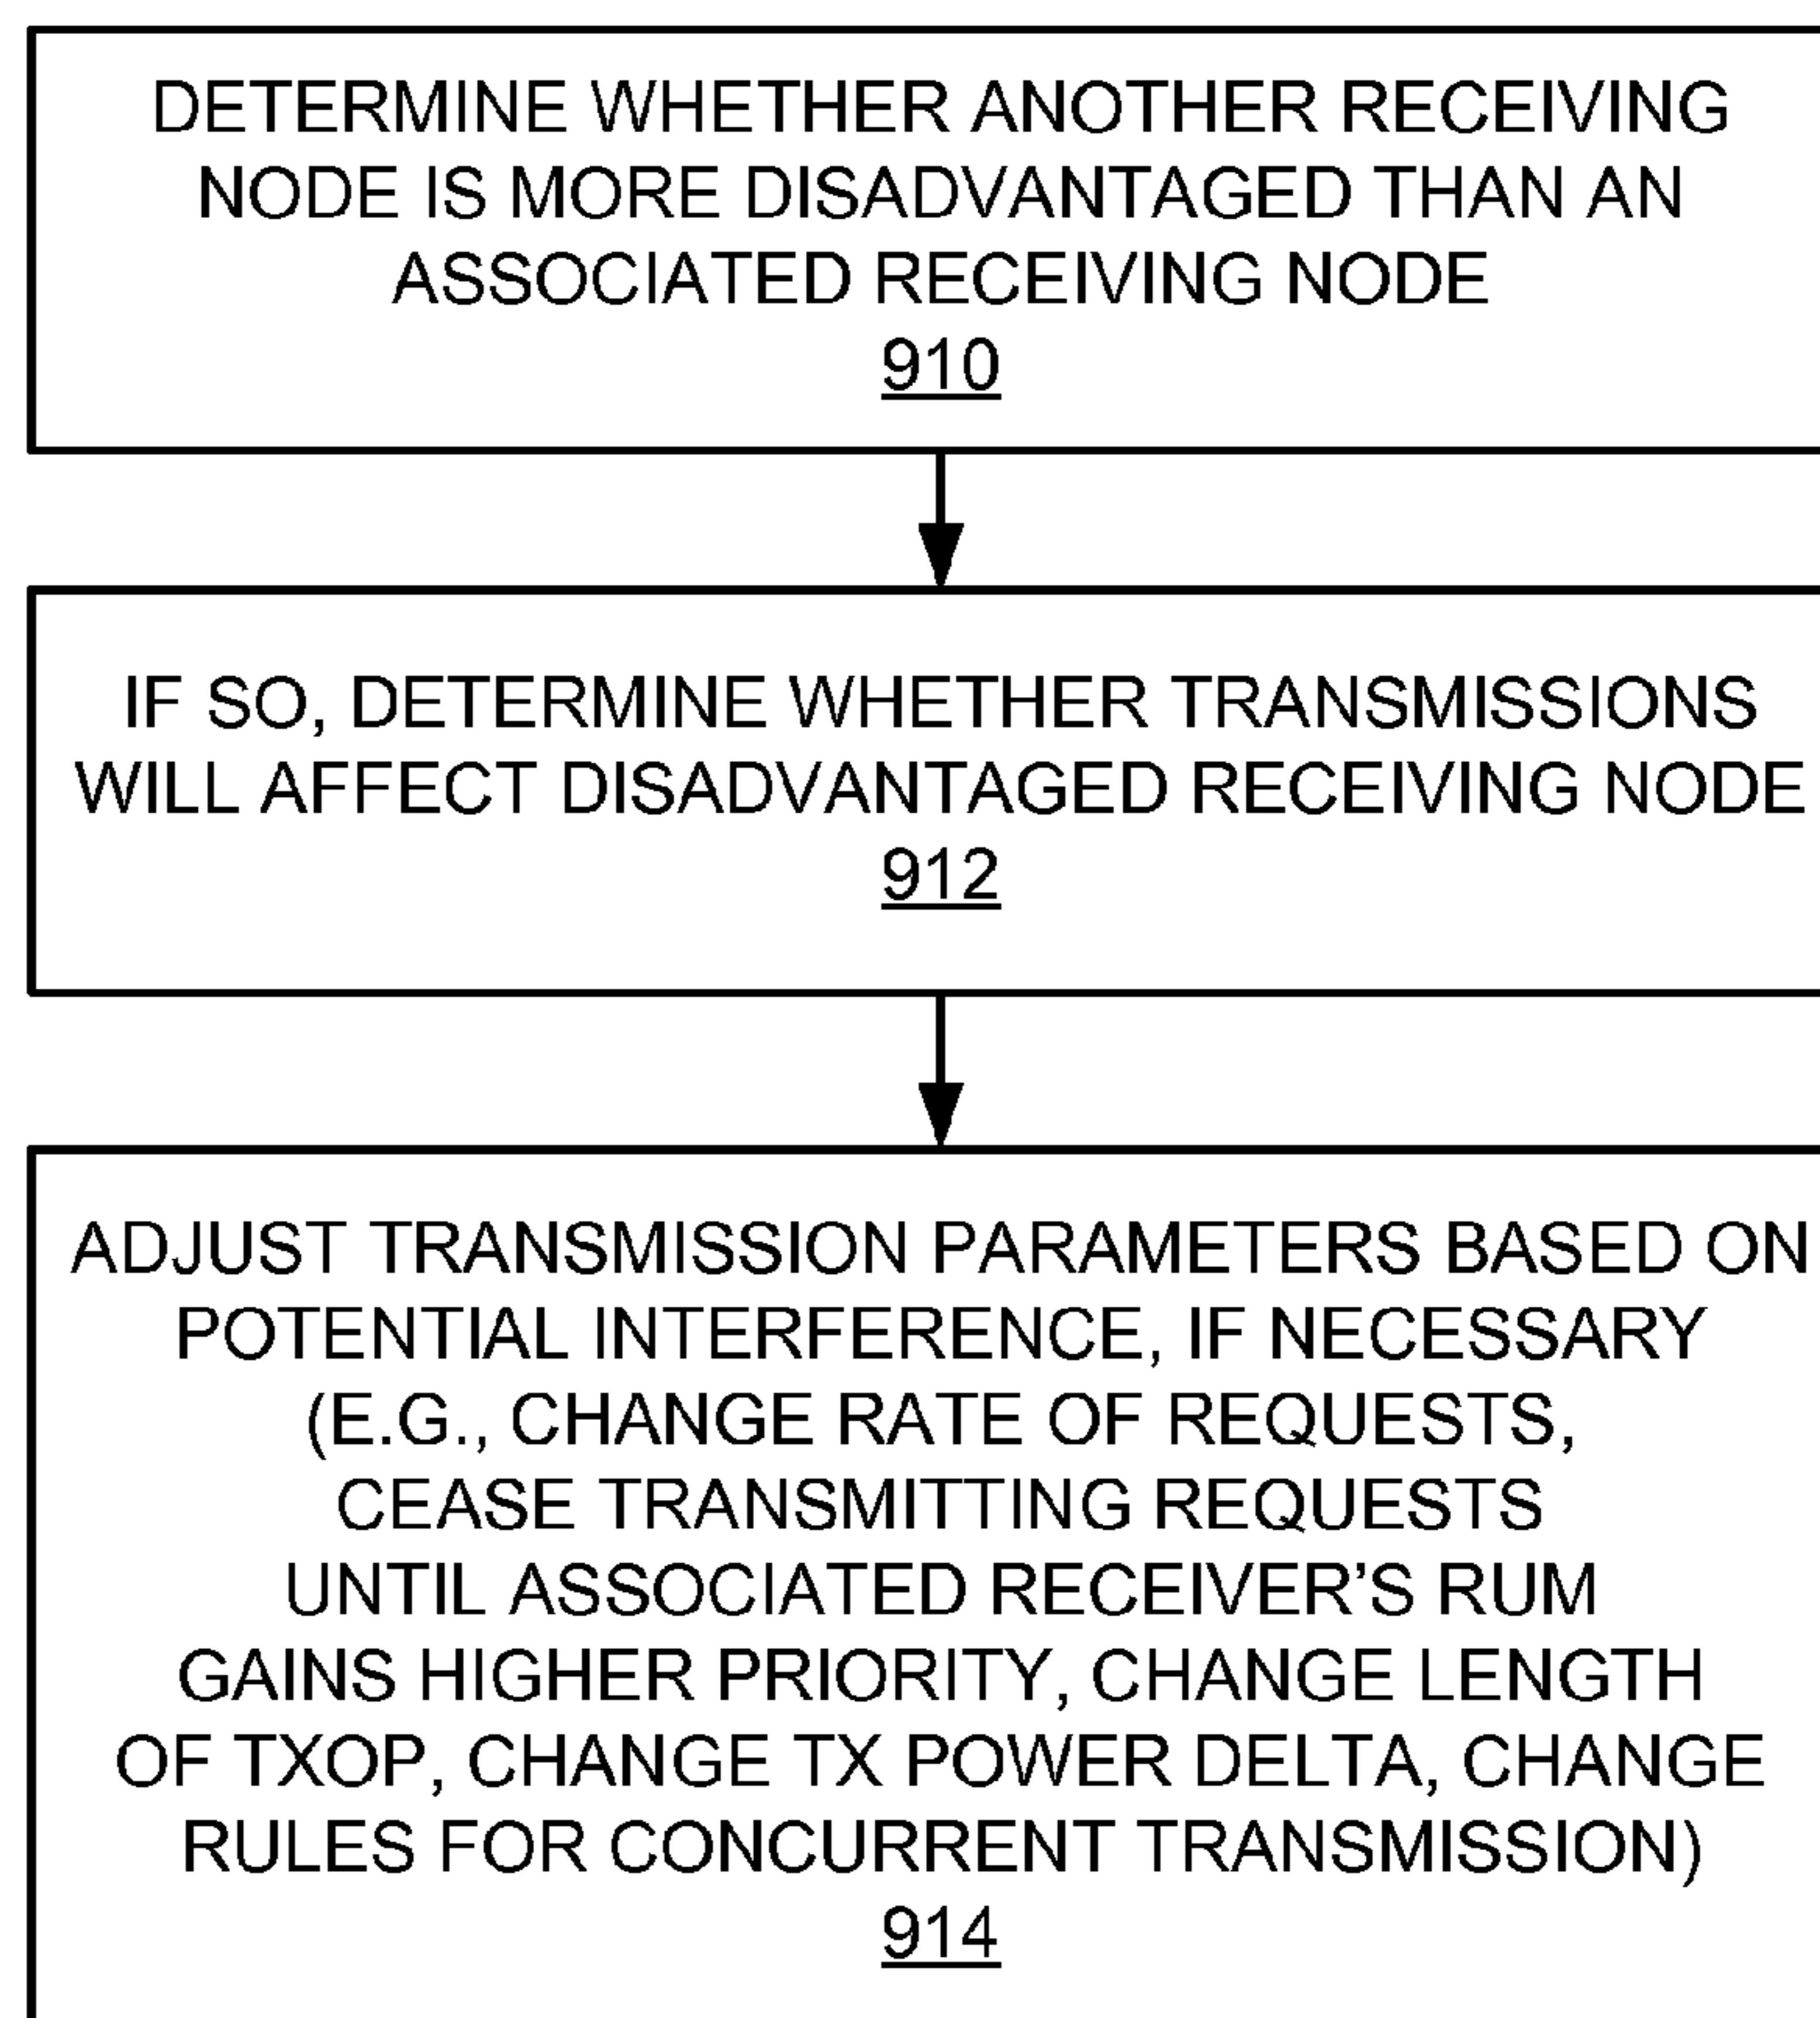 DETERMINE WHETHER ANOTHER RECEIVING
NODE IS MORE DISADVANTAGED THAN AN
ASSOCIATED RECEIVING NODE
910
IF SO, DETERMINE WHETHER TRANSMISSIONS
WILL AFFECT DISADVANTAGED RECEIVING NODE
912
ADJUST TRANSMISSION PARAMETERS BASED ON
POTENTIAL INTERFERENCE, IF NECESSARY
(E.G., CHANGE RATE OF REQUESTS,
CEASE TRANSMITTING REQUESTS
UNTIL ASSOCIATED RECEIVER’S RUM
GAINS HIGHER PRIORITY, CHANGE LENGTH
OF TXOP, CHANGE TX POWER DELTA, CHANGE
RULES FOR CONCURRENT TRANSMISSION)
914